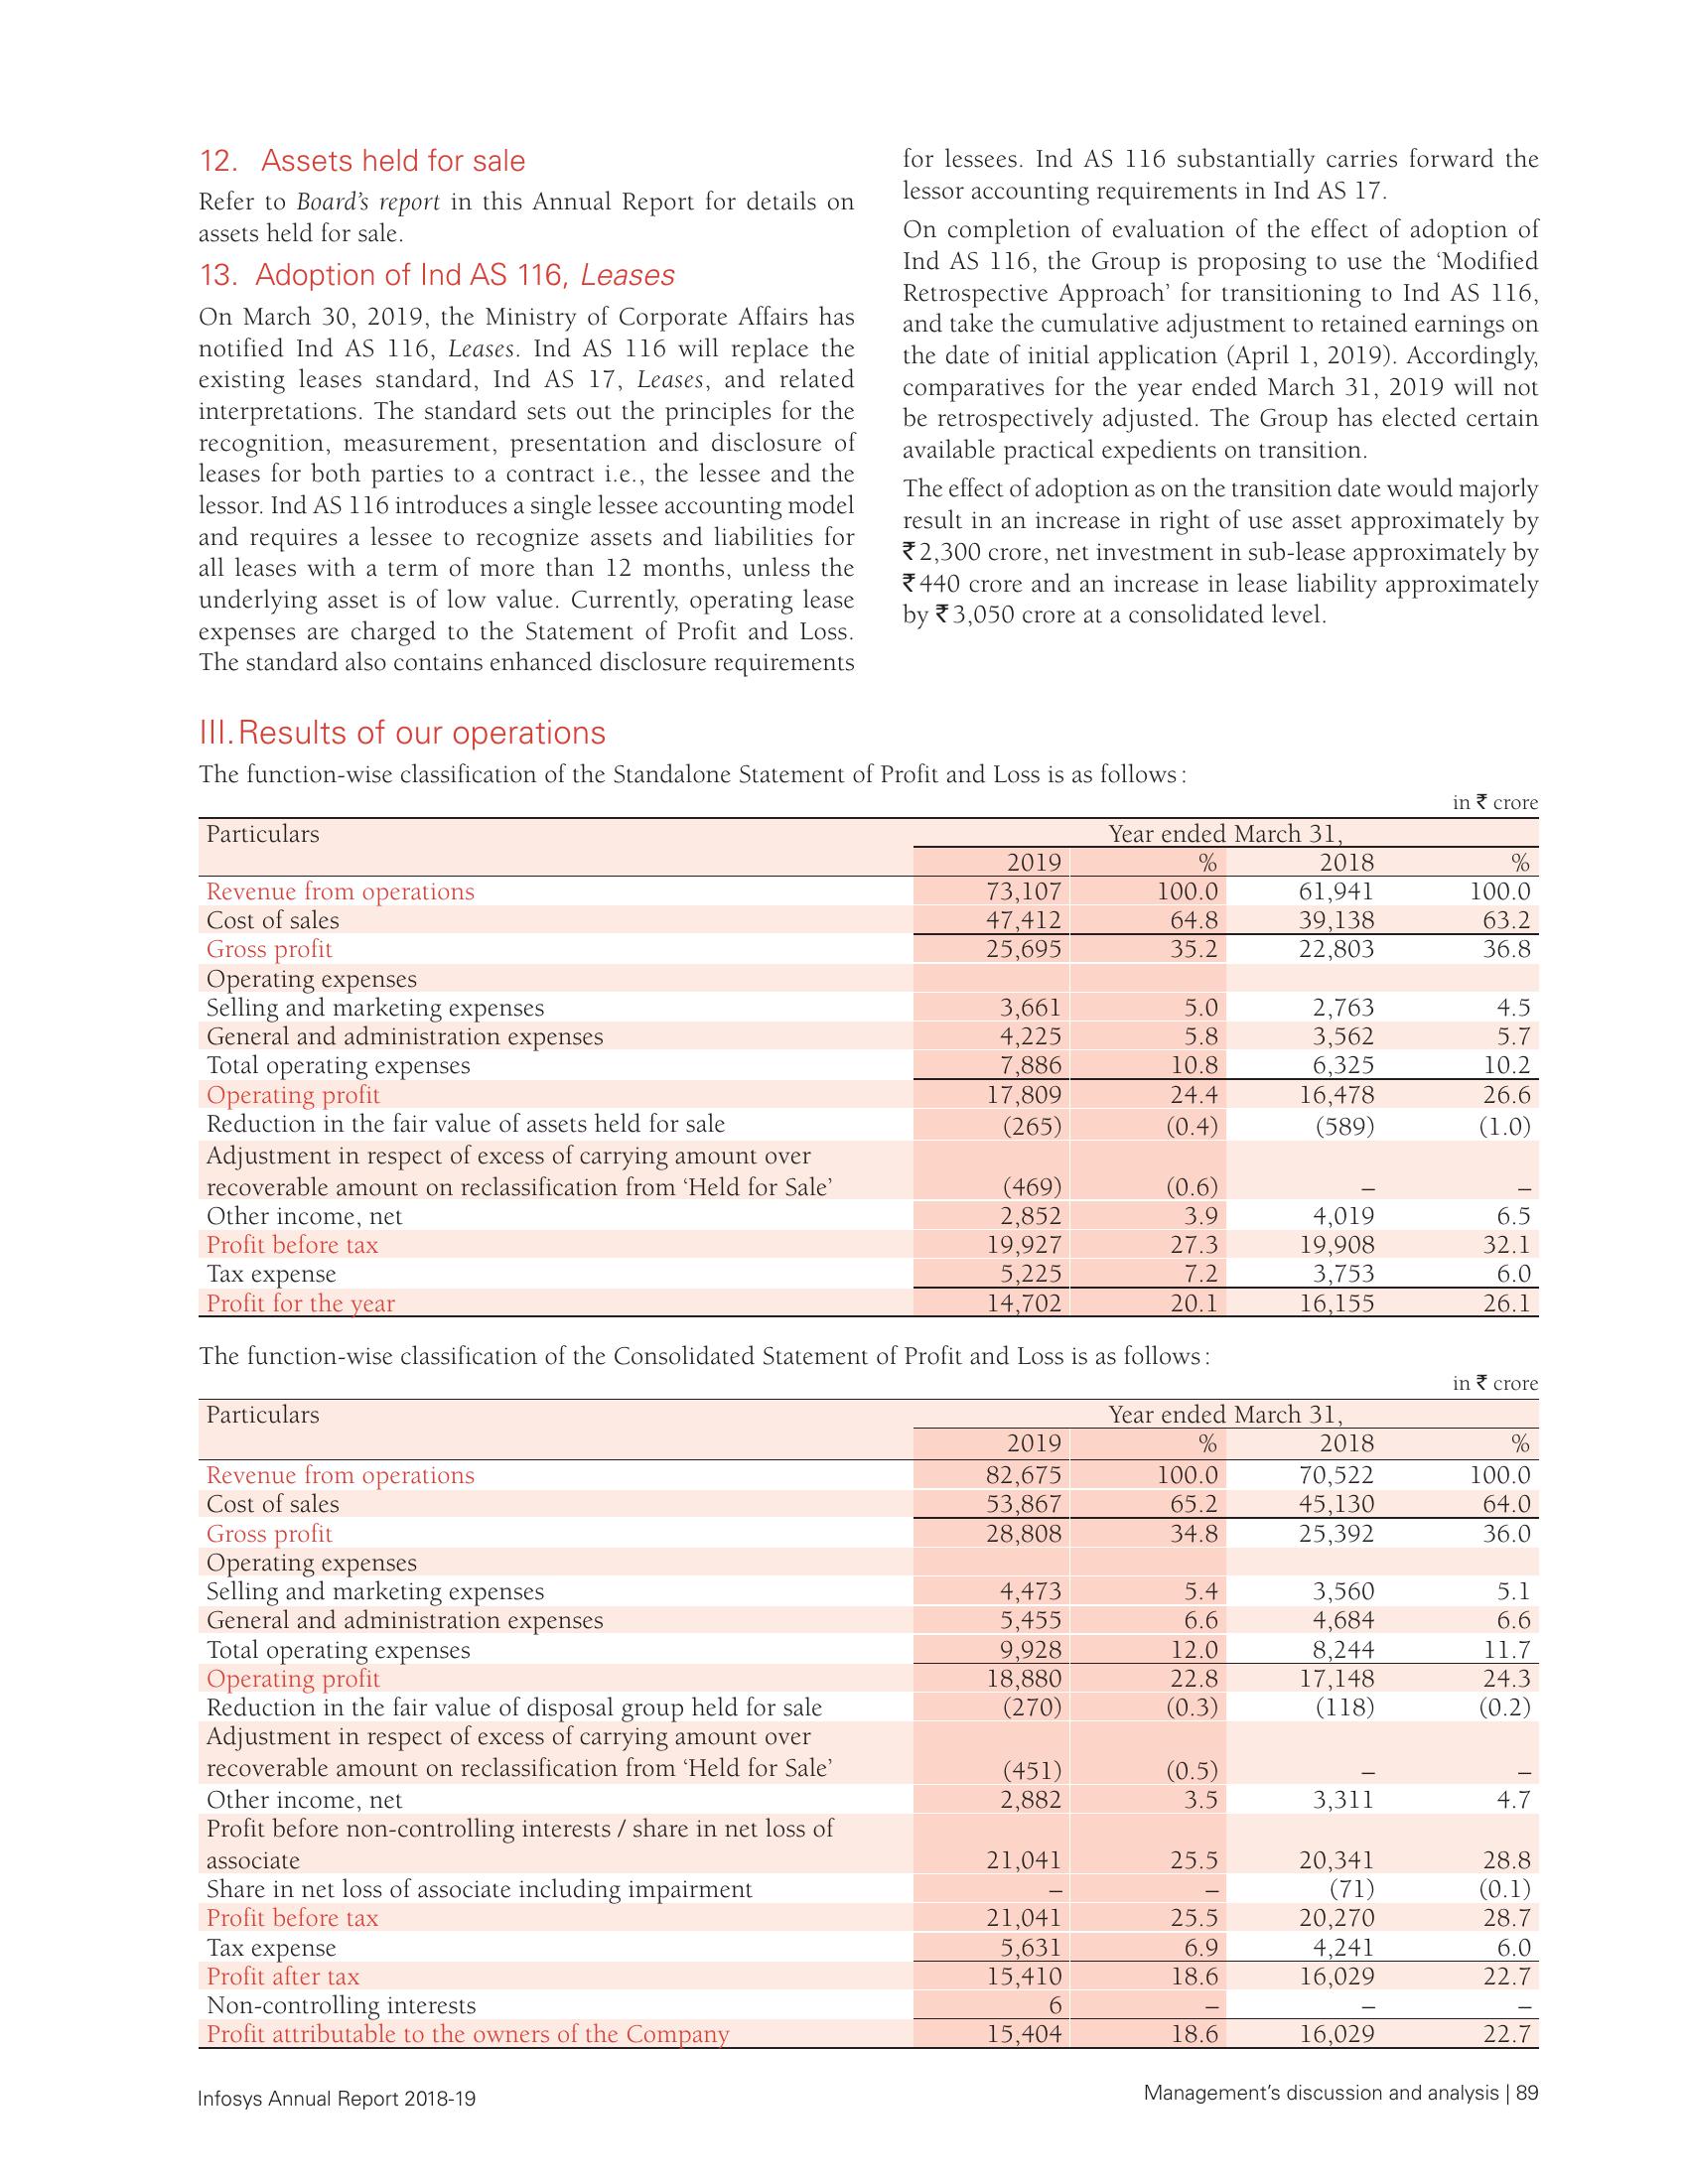 12. Assets held for sale
Refer to Board’s report in this Annual Report for details on
assets held for sale.
13. Adoption of Ind AS 116, Leases
On March 30, 2019, the Ministry of Corporate Affairs has
notified Ind AS 116, Leases. Ind AS 116 will replace the
existing leases standard, Ind AS 17, Leases, and related
interpretations. The standard sets out the principles for the
recognition, measurement, presentation and disclosure of
leases for both parties to a contract i.e., the lessee and the
lessor. Ind AS 116 introduces a single lessee accounting model
and requires a lessee to recognize assets and liabilities for
all leases with a term of more than 12 months, unless the
underlying asset is of low value. Currently, operating lease
expenses are charged to the Statement of Profit and Loss.
The standard also contains enhanced disclosure requirements
for lessees. Ind AS 116 substantially carries forward the
lessor accounting requirements in Ind AS 17.
On completion of evaluation of the effect of adoption of
Ind AS 116, the Group is proposing to use the ‘Modified
Retrospective Approach’ for transitioning to Ind AS 116,
and take the cumulative adjustment to retained earnings on
the date of initial application (April 1, 2019). Accordingly,
comparatives for the year ended March 31, 2019 will not
be retrospectively adjusted. The Group has elected certain
available practical expedients on transition.
The effect of adoption as on the transition date would majorly
result in an increase in right of use asset approximately by
₹2,300 crore, net investment in sub-lease approximately by
₹440 crore and an increase in lease liability approximately
by ₹3,050 crore at a consolidated level.
III. Results of our operations
The function-wise classification of the Standalone Statement of Profit and Loss is as follows:
in ₹ crore
Particulars Year ended March 31,
2019 % 2018 %
Revenue from operations 73,107 100.0 61,941 100.0
Cost of sales 47,412 64.8 39,138 63.2
Gross profit 25,695 35.2 22,803 36.8
Operating expenses
Selling and marketing expenses 3,661 5.0 2,763 4.5
General and administration expenses 4,225 5.8 3,562 5.7
Total operating expenses 7,886 10.8 6,325 10.2
Operating profit 17,809 24.4 16,478 26.6
Reduction in the fair value of assets held for sale (265) (0.4) (589) (1.0)
Adjustment in respect of excess of carrying amount over
recoverable amount on reclassification from ‘Held for Sale’ (469) (0.6) – –
Other income, net 2,852 3.9 4,019 6.5
Profit before tax 19,927 27.3 19,908 32.1
Tax expense 5,225 7.2 3,753 6.0
Profit for the year 14,702 20.1 16,155 26.1
The function-wise classification of the Consolidated Statement of Profit and Loss is as follows:
in ₹ crore
Particulars Year ended March 31,
2019 % 2018 %
Revenue from operations 82,675 100.0 70,522 100.0
Cost of sales 53,867 65.2 45,130 64.0
Gross profit 28,808 34.8 25,392 36.0
Operating expenses
Selling and marketing expenses 4,473 5.4 3,560 5.1
General and administration expenses 5,455 6.6 4,684 6.6
Total operating expenses 9,928 12.0 8,244 11.7
Operating profit 18,880 22.8 17,148 24.3
Reduction in the fair value of disposal group held for sale (270) (0.3) (118) (0.2)
Adjustment in respect of excess of carrying amount over
recoverable amount on reclassification from ‘Held for Sale’ (451) (0.5) – –
Other income, net 2,882 3.5 3,311 4.7
Profit before non-controlling interests / share in net loss of
associate 21,041 25.5 20,341 28.8
Share in net loss of associate including impairment – – (71) (0.1)
Profit before tax 21,041 25.5 20,270 28.7
Tax expense 5,631 6.9 4,241 6.0
Profit after tax 15,410 18.6 16,029 22.7
Non-controlling interests 6 – – –
Profit attributable to the owners of the Company 15,404 18.6 16,029 22.7
Infosys Annual Report 2018-19
Management’s discussion and analysis | 89